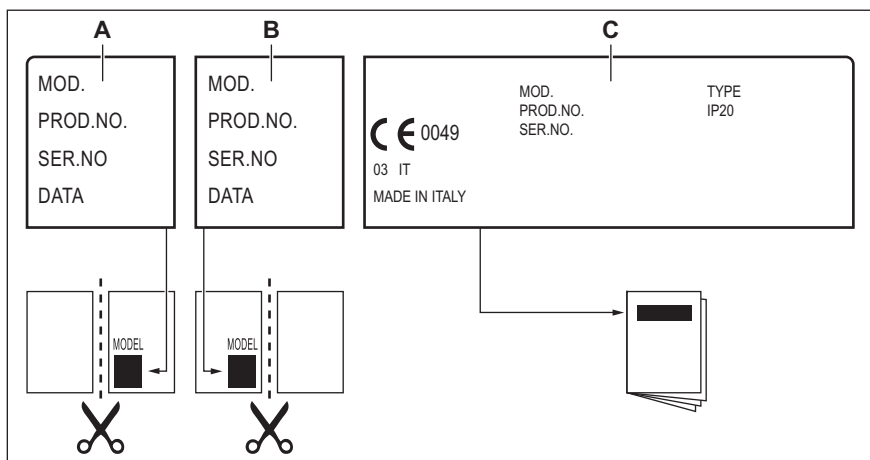 A
B
C
MOD.
PROD.NO.
SER.NO
DATA
MOD.
PROD.NO.
SER.NO
DATA
MOD.
PROD.NO.
SER.NO.
TYPE
IP20
CE 0049
03 IT
MADE IN ITALY
MODEL
MODEL